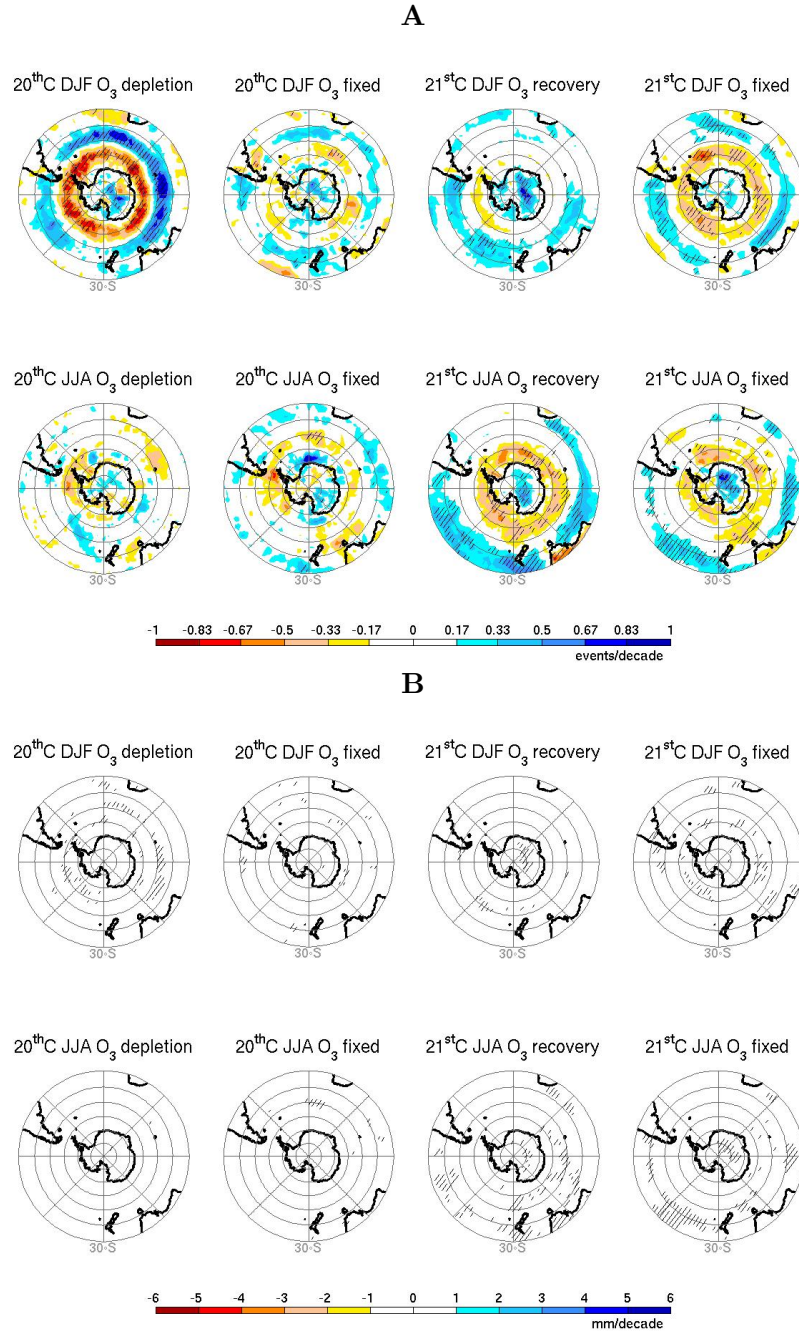 A
20thC DJF O3 depletion 20thC DJF O3 fixed 21stC DJF O3 recovery 21stC DJF O3 fixed
30◦S 30◦S 30◦S 30◦S
20thC JJA O3 depletion 20thC JJA O3 fixed 21stC JJA O3 recovery 21stC JJA O3 fixed
30◦S 30◦S 30◦S 30◦S
-1 -0.83 -0.67 -0.5 -0.33 -0.17 0 0.17 0.33 0.5 0.67 0.83 1
events/decade
B
20thC DJF O3 depletion 20thC DJF O3 fixed 21stC DJF O3 recovery 21stC DJF O3 fixed
30◦S 30◦S 30◦S 30◦S
20thC JJA O3 depletion 20thC JJA O3 fixed 21stC JJA O3 recovery 21stC JJA O3 fixed
30◦S 30◦S 30◦S 30◦S
-6 -5 -4 -3 -2 -1 0 1 2 3 4 5 6
mm/decade